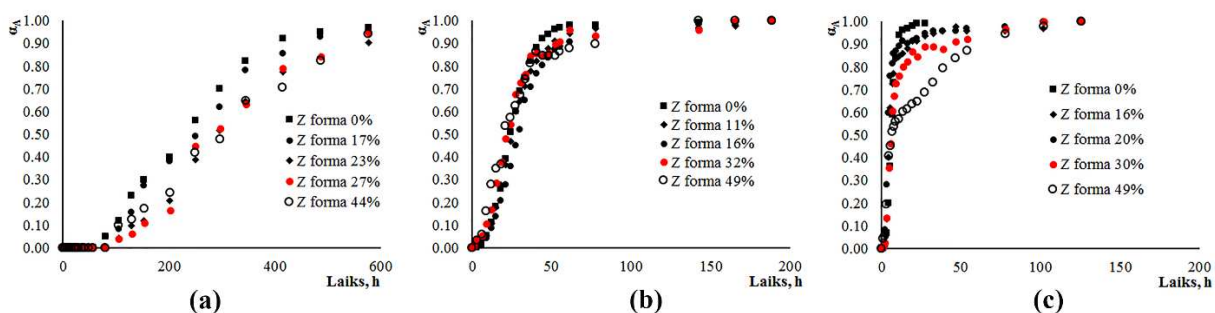 α_A
1.00
0.90
0.80
0.70
0.60
0.50
0.40
0.30
0.20
0.10
0.00
0
200
400
600
Laiks, h
Z forma 0%
Z forma 17%
Z forma 23%
Z forma 27%
Z forma 44%
(a)
α_A
1.00
0.90
0.80
0.70
0.60
0.50
0.40
0.30
0.20
0.10
0.00
0
50
100
150
200
Laiks, h
Z forma 0%
Z forma 11%
Z forma 16%
Z forma 32%
Z forma 49%
(b)
α_A
1.00
0.90
0.80
0.70
0.60
0.50
0.40
0.30
0.20
0.10
0.00
0
50
100
150
200
Laiks, h
Z forma 0%
Z forma 16%
Z forma 20%
Z forma 30%
Z forma 49%
(c)